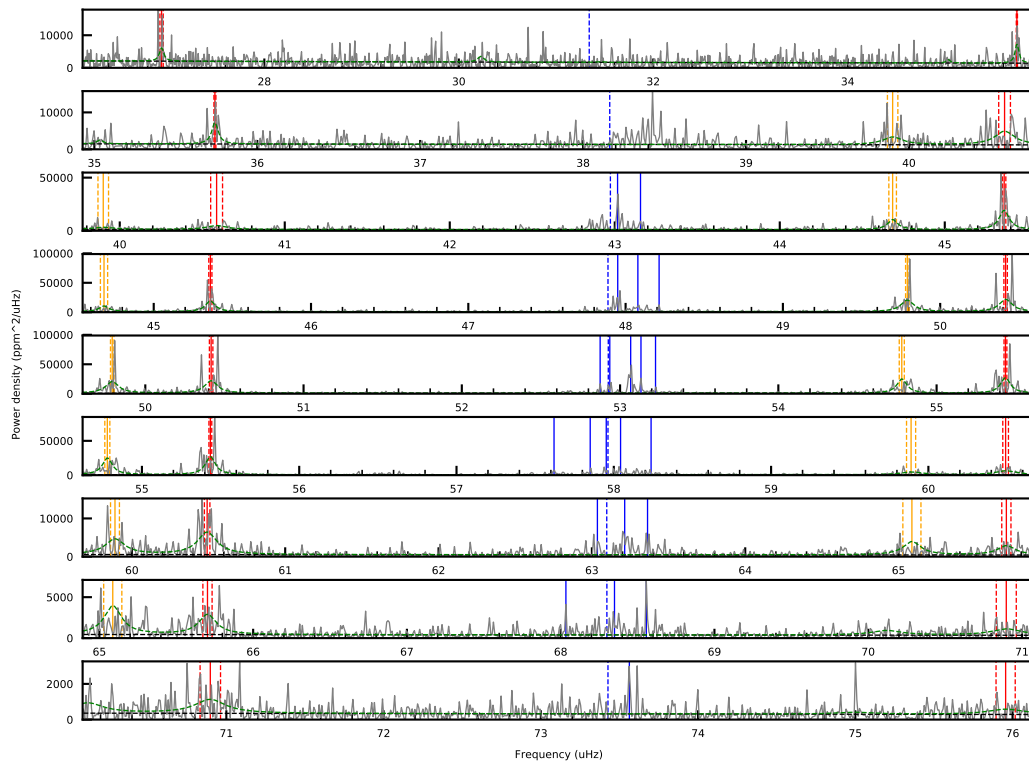 10000
0
28 30 32 34
10000
0
35 36 37 38 39 40
50000
0
40 41 42 43 44 45
100000
50000
0
45 46 47 48 49 50
100000
50000
0
50 51 52 53 54 55
100000
50000
0
55 56 57 58 59 60
10000
0
60 61 62 63 64 65
5000
0
65 66 67 68 69 70 71
2000
0
71 72 73 74 75 76
Power density (ppm^2/uHz)
Frequency (uHz)